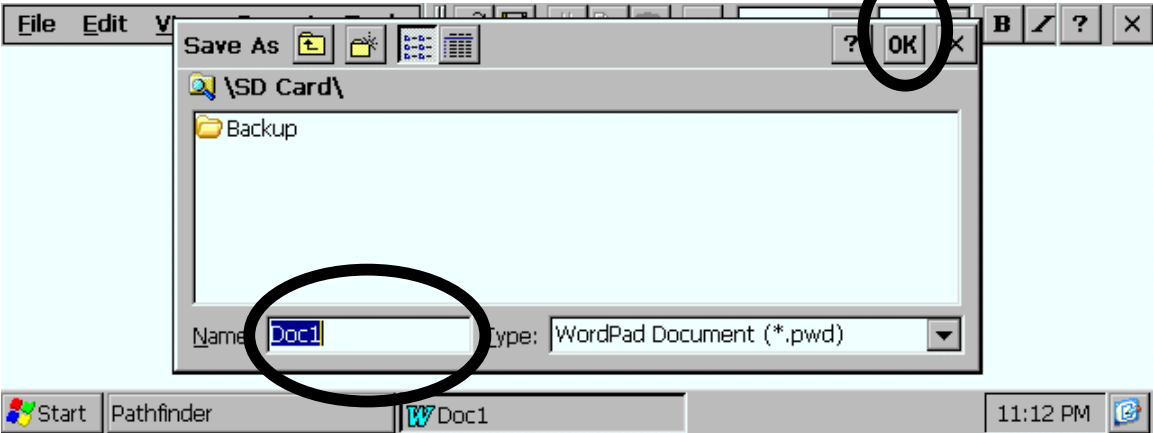 File Edit B I ? ×
Save As ? OK ×
\SD Card\
Backup
Name Doc1 ype: WordPad Document (*.pwd)
Start Pathfinder Doc1 11:12 PM